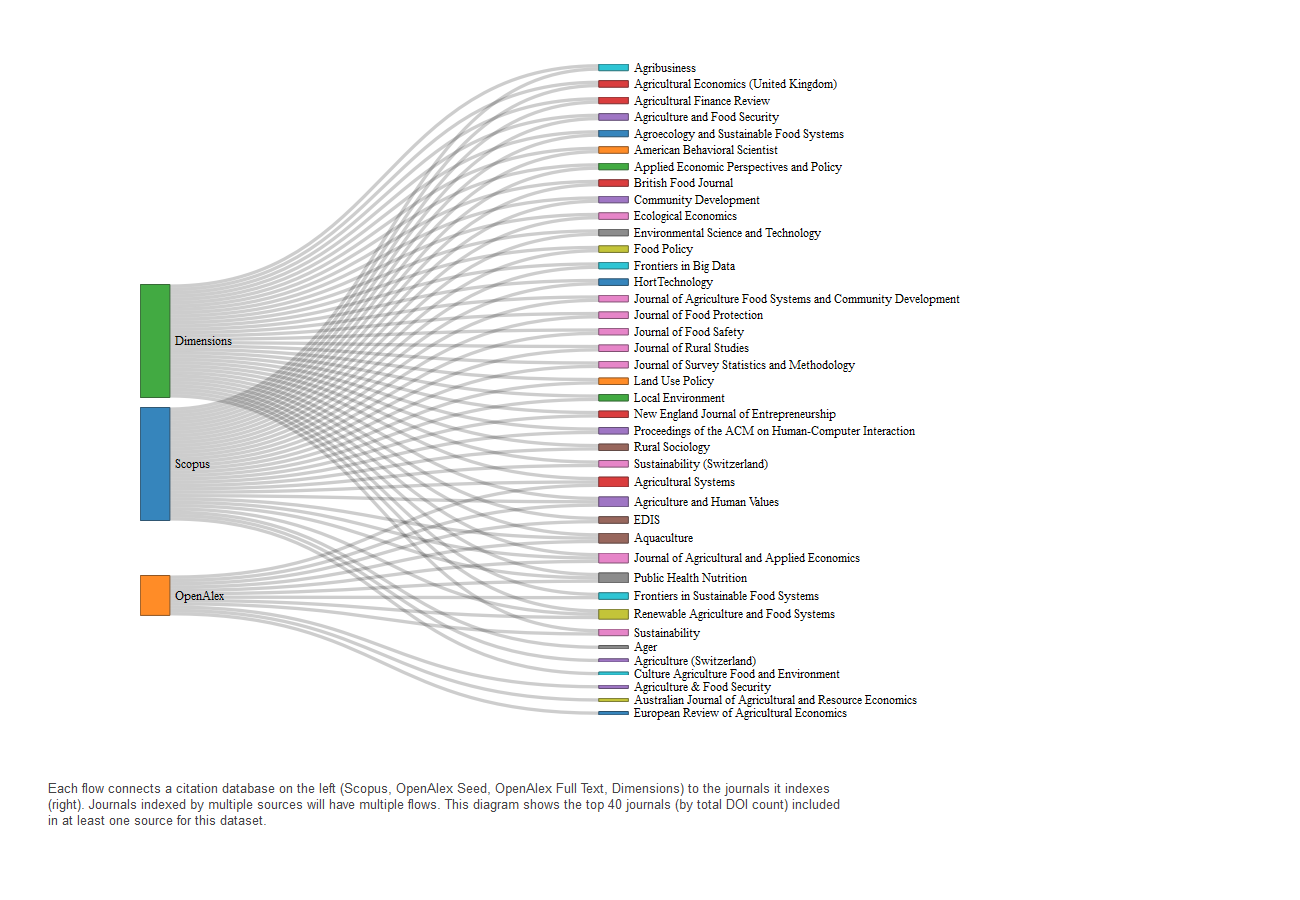 Dimensions
Scopus
OpenAlex
Agribusiness
Agricultural Economics (United Kingdom)
Agricultural Finance Review
Agriculture and Food Security
Agroecology and Sustainable Food Systems
American Behavioral Scientist
Applied Economic Perspectives and Policy
British Food Journal
Community Development
Ecological Economics
Environmental Science and Technology
Food Policy
Frontiers in Big Data
HortTechnology
Journal of Agriculture Food Systems and Community Development
Journal of Food Protection
Journal of Food Safety
Journal of Rural Studies
Journal of Survey Statistics and Methodology
Land Use Policy
Local Environment
New England Journal of Entrepreneurship
Proceedings of the ACM on Human-Computer Interaction
Rural Sociology
Sustainability (Switzerland)
Agricultural Systems
Agriculture and Human Values
EDIS
Aquaculture
Journal of Agricultural and Applied Economics
Public Health Nutrition
Frontiers in Sustainable Food Systems
Renewable Agriculture and Food Systems
Sustainability
Ager
Agriculture (Switzerland)
Culture Agriculture Food and Environment
Agriculture & Food Security
Australian Journal of Agricultural and Resource Economics
European Review of Agricultural Economics
Each flow connects a citation database on the left (Scopus, OpenAlex Seed, OpenAlex Full Text, Dimensions) to the journals it indexes
(right). Journals indexed by multiple sources will have multiple flows. This diagram shows the top 40 journals (by total DOI count) included
in at least one source for this dataset.